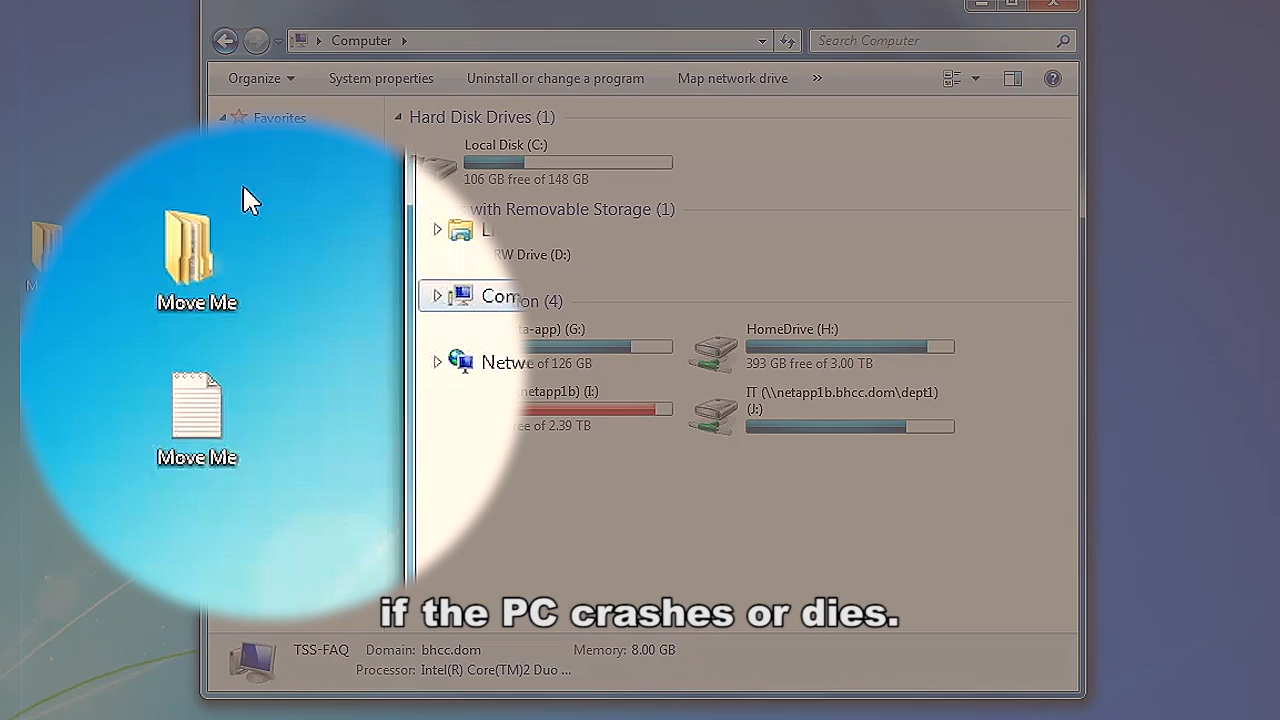 Computer
Search Computer
Organize
System properties
Uninstall or change a program
Map network drive
»
Favorites
Hard Disk Drives (1)
Local Disk (C:)
106 GB free of 148 GB
with Removable Storage (1)
RW Drive (D:)
Com
on (4)
ta-app) (G:)
HomeDrive (H:)
of 126 GB
393 GB free of 3.00 TB
Netw
netapp1b) (I:)
IT (\\netapp1b.bhcc.dom\dept1)
(J:)
ee of 2.39 TB
Move Me
Move Me
if the PC crashes or dies.
TSS-FAQ Domain: bhcc.dom Memory: 8.00 GB
Processor: Intel(R) Core(TM)2 Duo ...